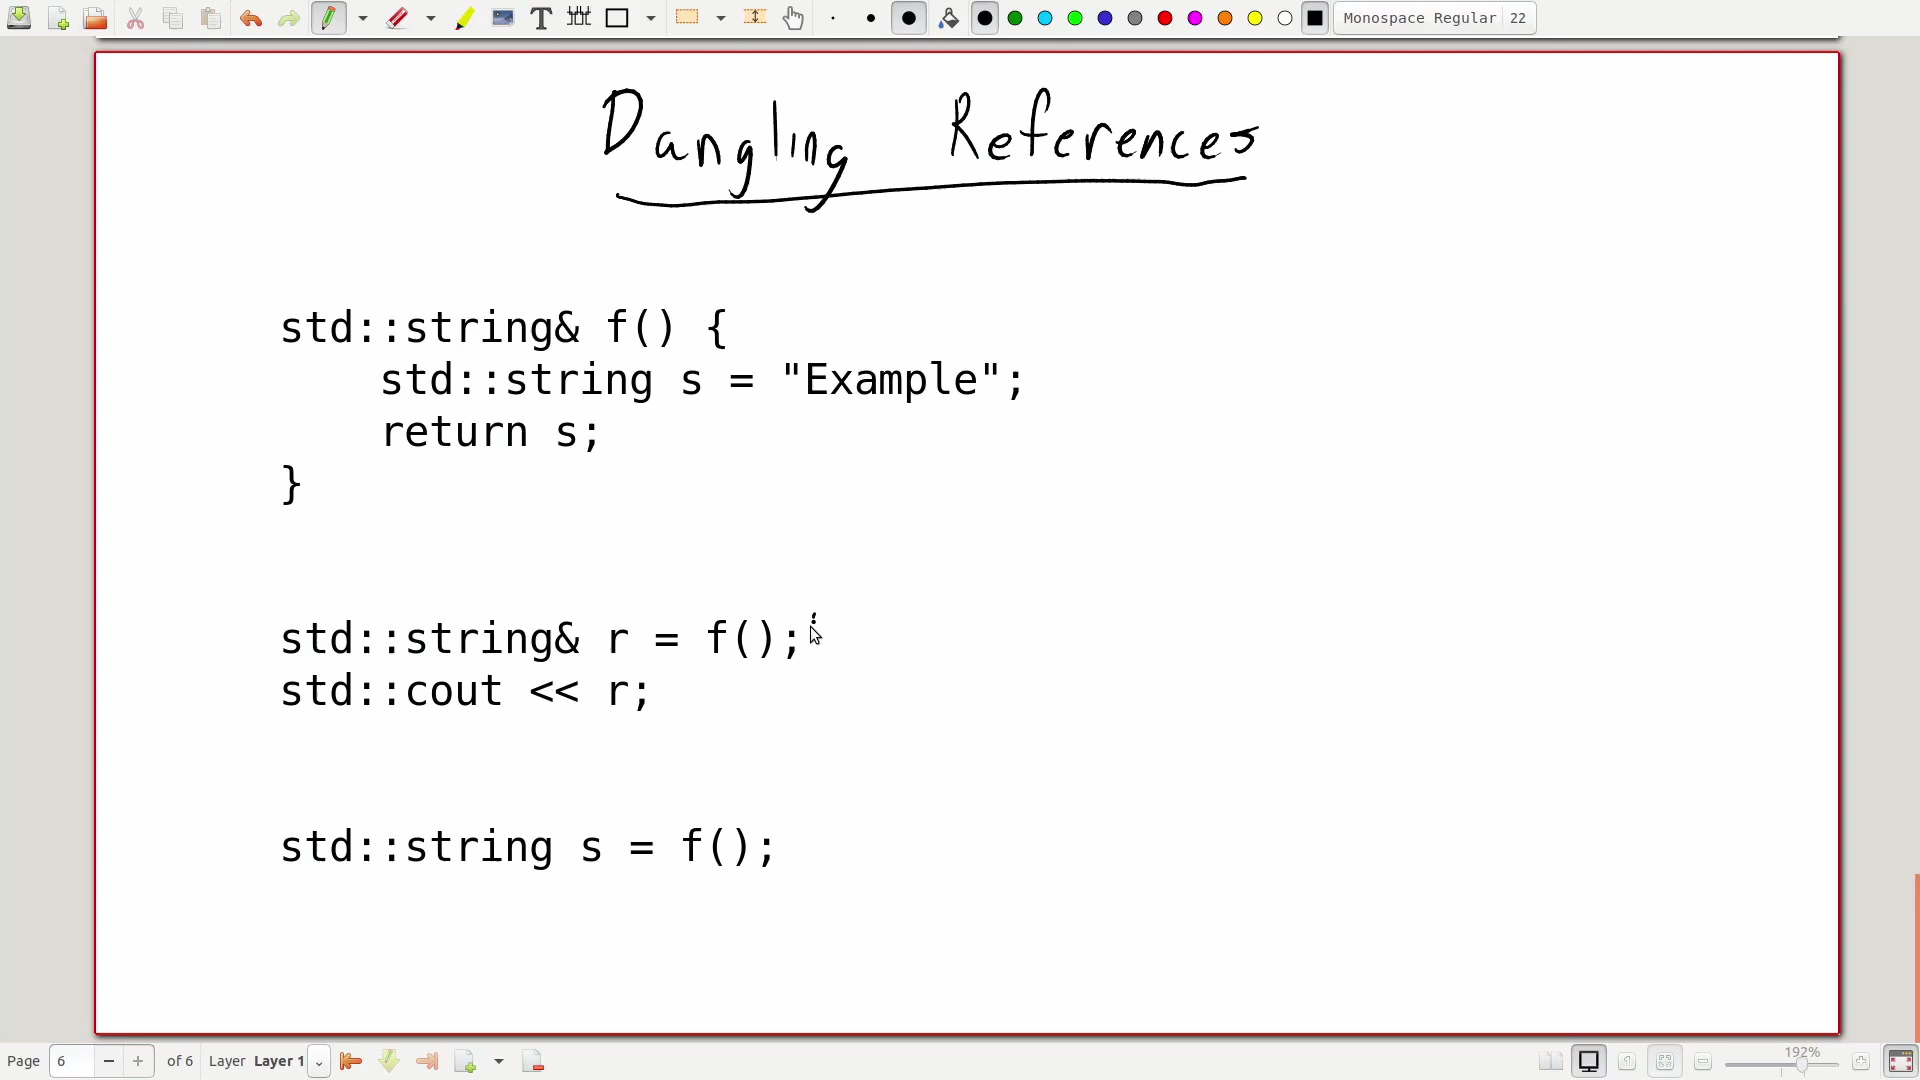 Monospace Regular 22
Dangling References
std::string& f() {
    std::string s = "Example";
    return s;
}
std::string& r = f();
std::cout << r;
std::string s = f();
Page 6 of 6 Layer Layer 1
192%